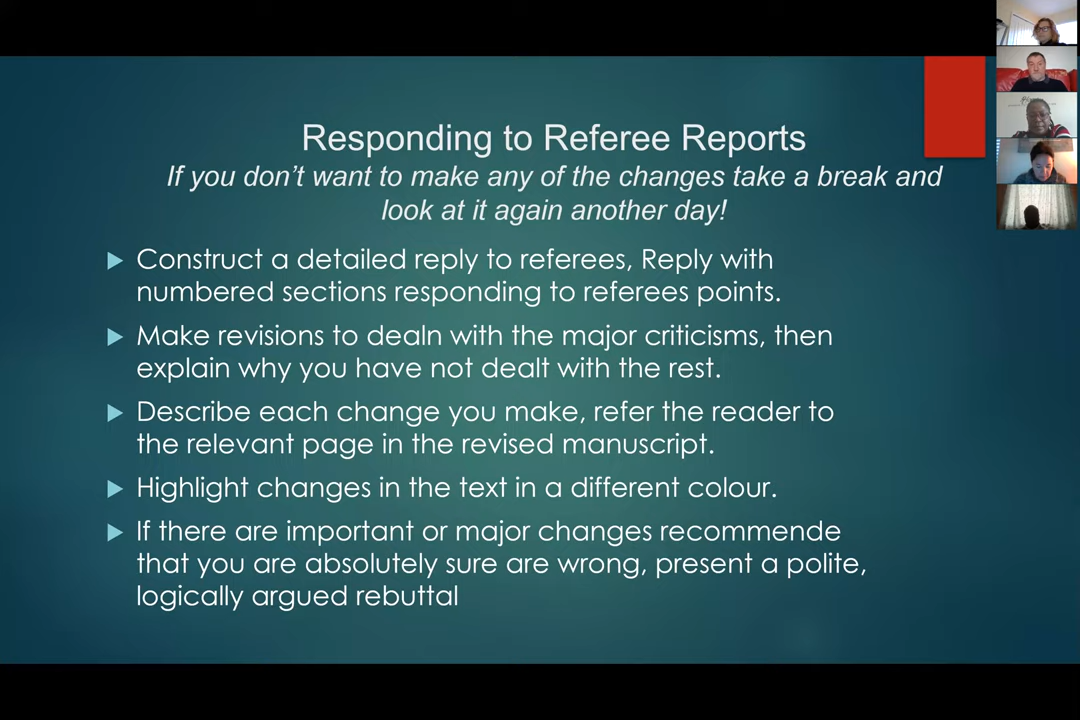 Responding to Referee Reports
If you don't want to make any of the changes take a break and
look at it again another day!
Construct a detailed reply to referees, Reply with
numbered sections responding to referees points.
Make revisions to dealn with the major criticisms, then
explain why you have not dealt with the rest.
Describe each change you make, refer the reader to
the relevant page in the revised manuscript.
Highlight changes in the text in a different colour.
If there are important or major changes recommende
that you are absolutely sure are wrong, present a polite,
logically argued rebuttal